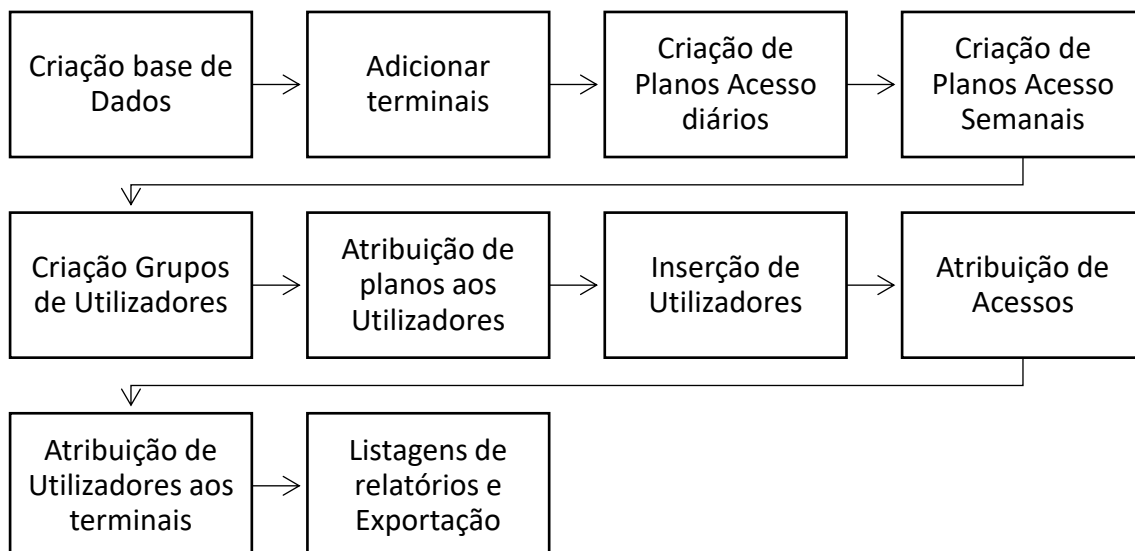 Criação base de
Dados
Adicionar
terminais
Criação de
Planos Acesso
diários
Criação de
Planos Acesso
Semanais
Criação Grupos
de Utilizadores
Atribuição de
planos aos
Utilizadores
Inserção de
Utilizadores
Atribuição de
Acessos
Atribuição de
Utilizadores aos
terminais
Listagens de
relatórios e
Exportação